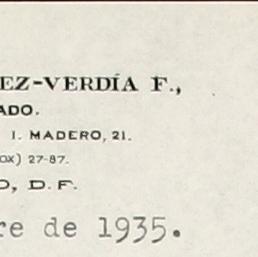 EZ-VERDÍA F.,
ADO.
I. MADERO, 21.
OX) 27-87.
O, D. F.
re de 1935.